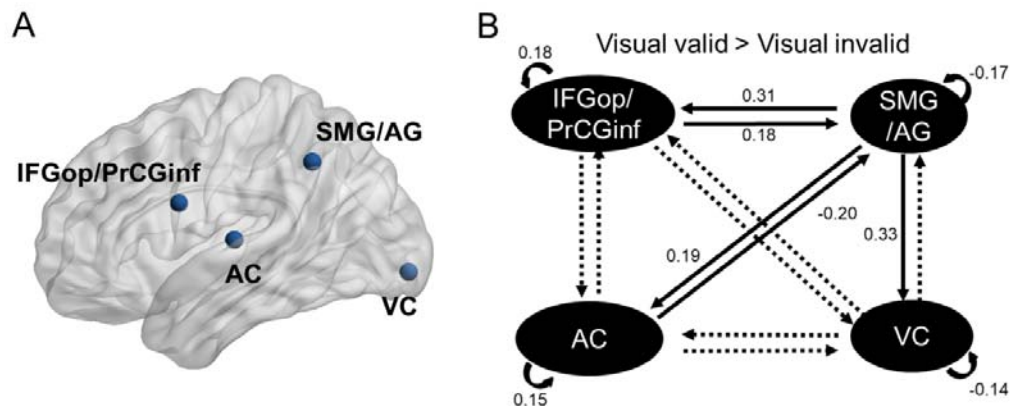 A
SMG/AG
IFGop/PrCGinf
AC
VC
B
Visual valid > Visual invalid
0.18
IFGop/
PrCGinf
0.31
0.18
SMG
/AG
-0.17
-0.20
0.33
0.19
AC
0.15
VC
-0.14